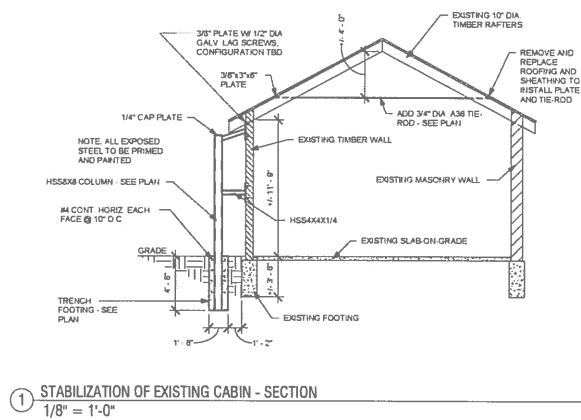 3/8" PLATE W/ 1/2" DIA
GALV LAG SCREWS,
CONFIGURATION TBD
3/8"x3"x6"
PLATE
1/4" CAP PLATE
NOTE: ALL EXPOSED
STEEL TO BE PRIMED
AND PAINTED
HSS8X8 COLUMN - SEE PLAN
#4 CONT. HORIZ EACH
FACE @ 10" O C
GRADE
4' - 8"
TRENCH
FOOTING - SEE
PLAN
1' - 8"
1' - 2"
+/- 4' - 0"
EXISTING 10" DIA.
TIMBER RAFTERS
REMOVE AND
REPLACE
ROOFING AND
SHEATHING TO
INSTALL PLATE
AND TIE-ROD
ADD 3/4" DIA A36 TIE-
ROD - SEE PLAN
EXISTING TIMBER WALL
EXISTING MASONRY WALL
+/- 11' - 9"
HSS4X4X1/4
EXISTING SLAB-ON-GRADE
+/- 3' - 8"
EXISTING FOOTING
1
STABILIZATION OF EXISTING CABIN - SECTION
1/8" = 1'-0"